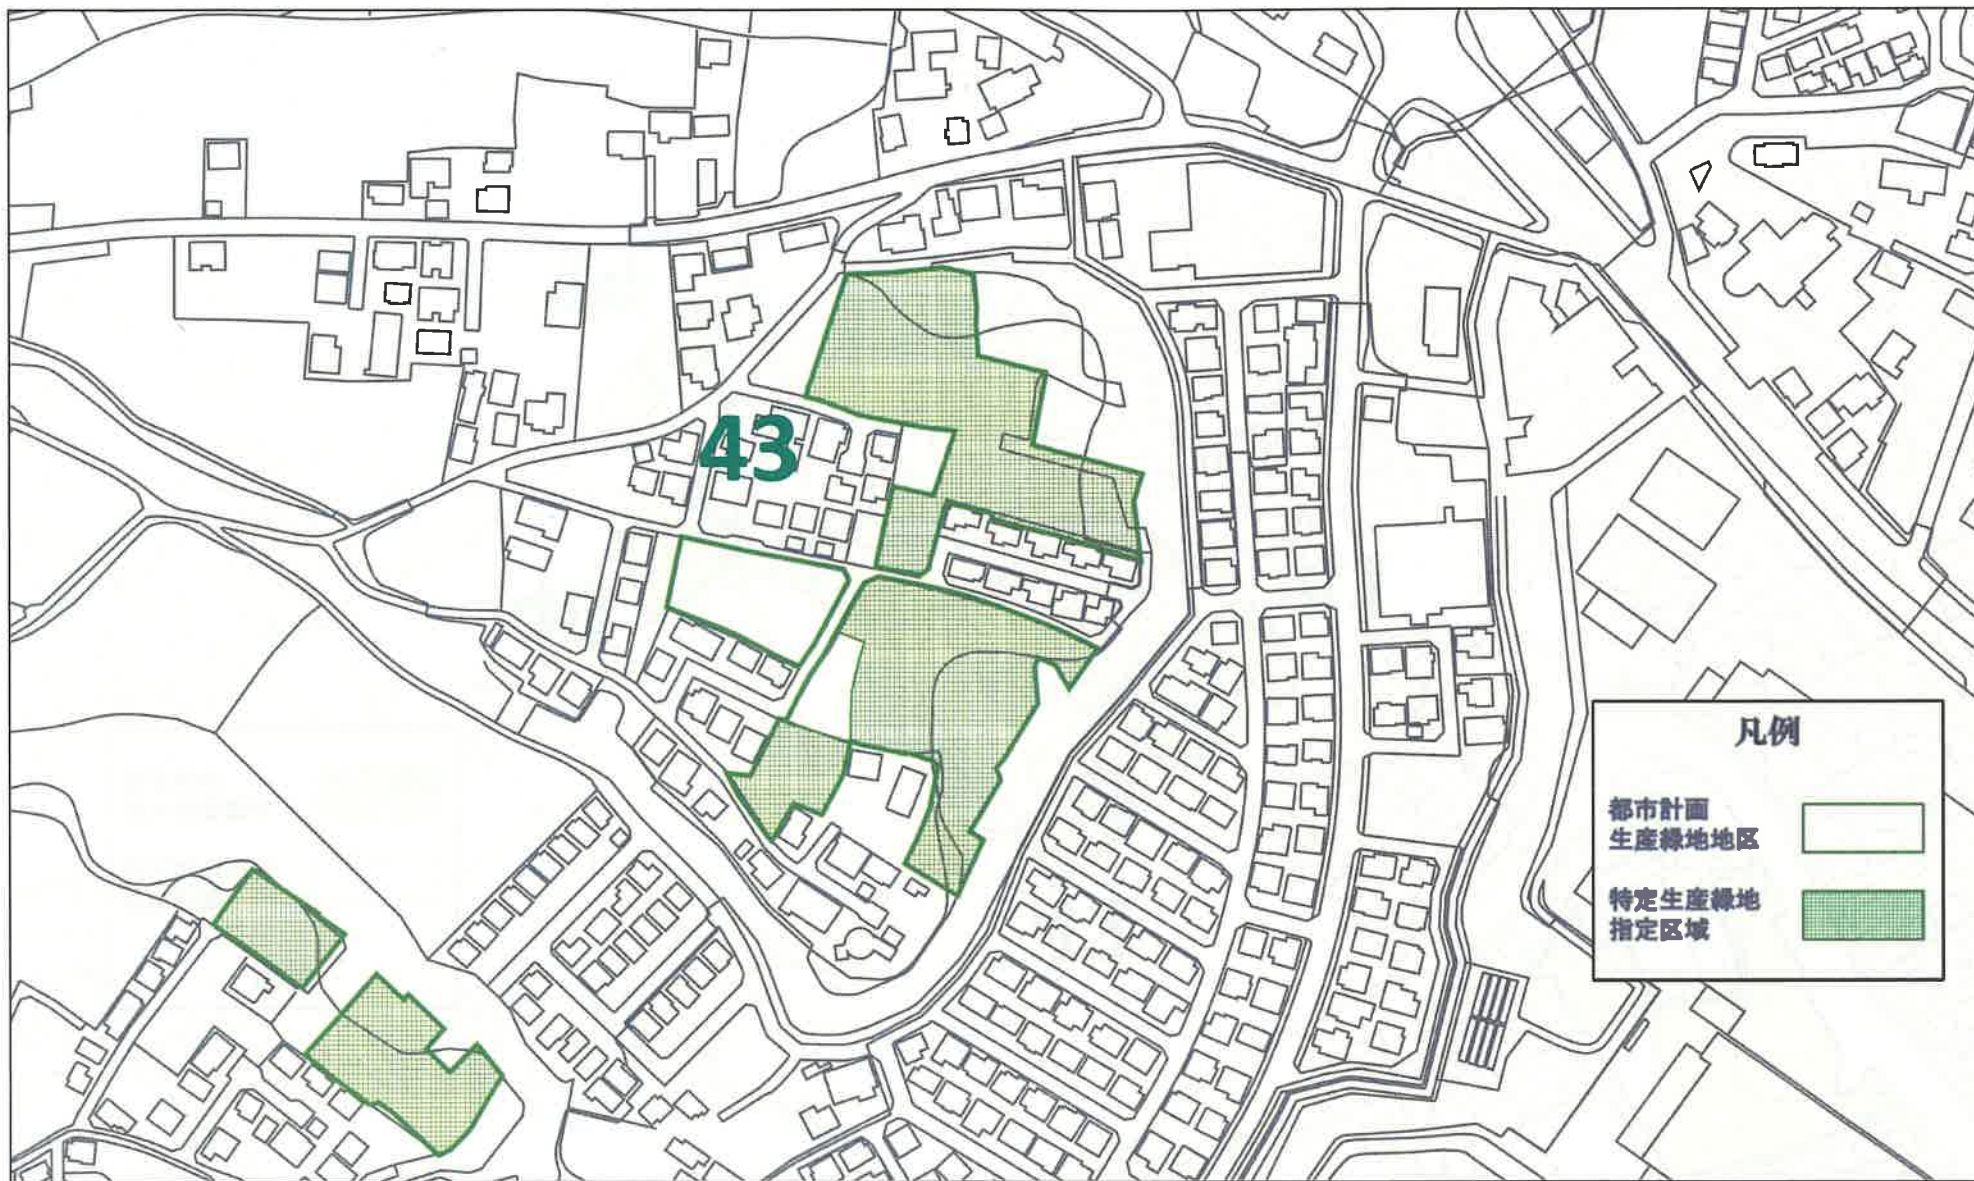 43
凡例
都市計画
生産緑地地区
特定生産緑地
指定区域